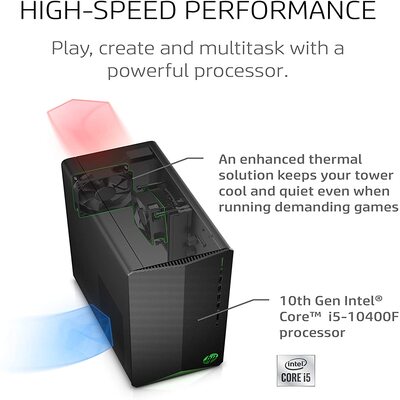 HIGH-SPEED PERFORMANCE
Play, create and multitask with a
powerful processor.
An enhanced thermal
solution keeps your tower
cool and quiet even when
running demanding games
10th Gen Intel®
Core™ i5-10400F
processor
hp
intel
CORE i5